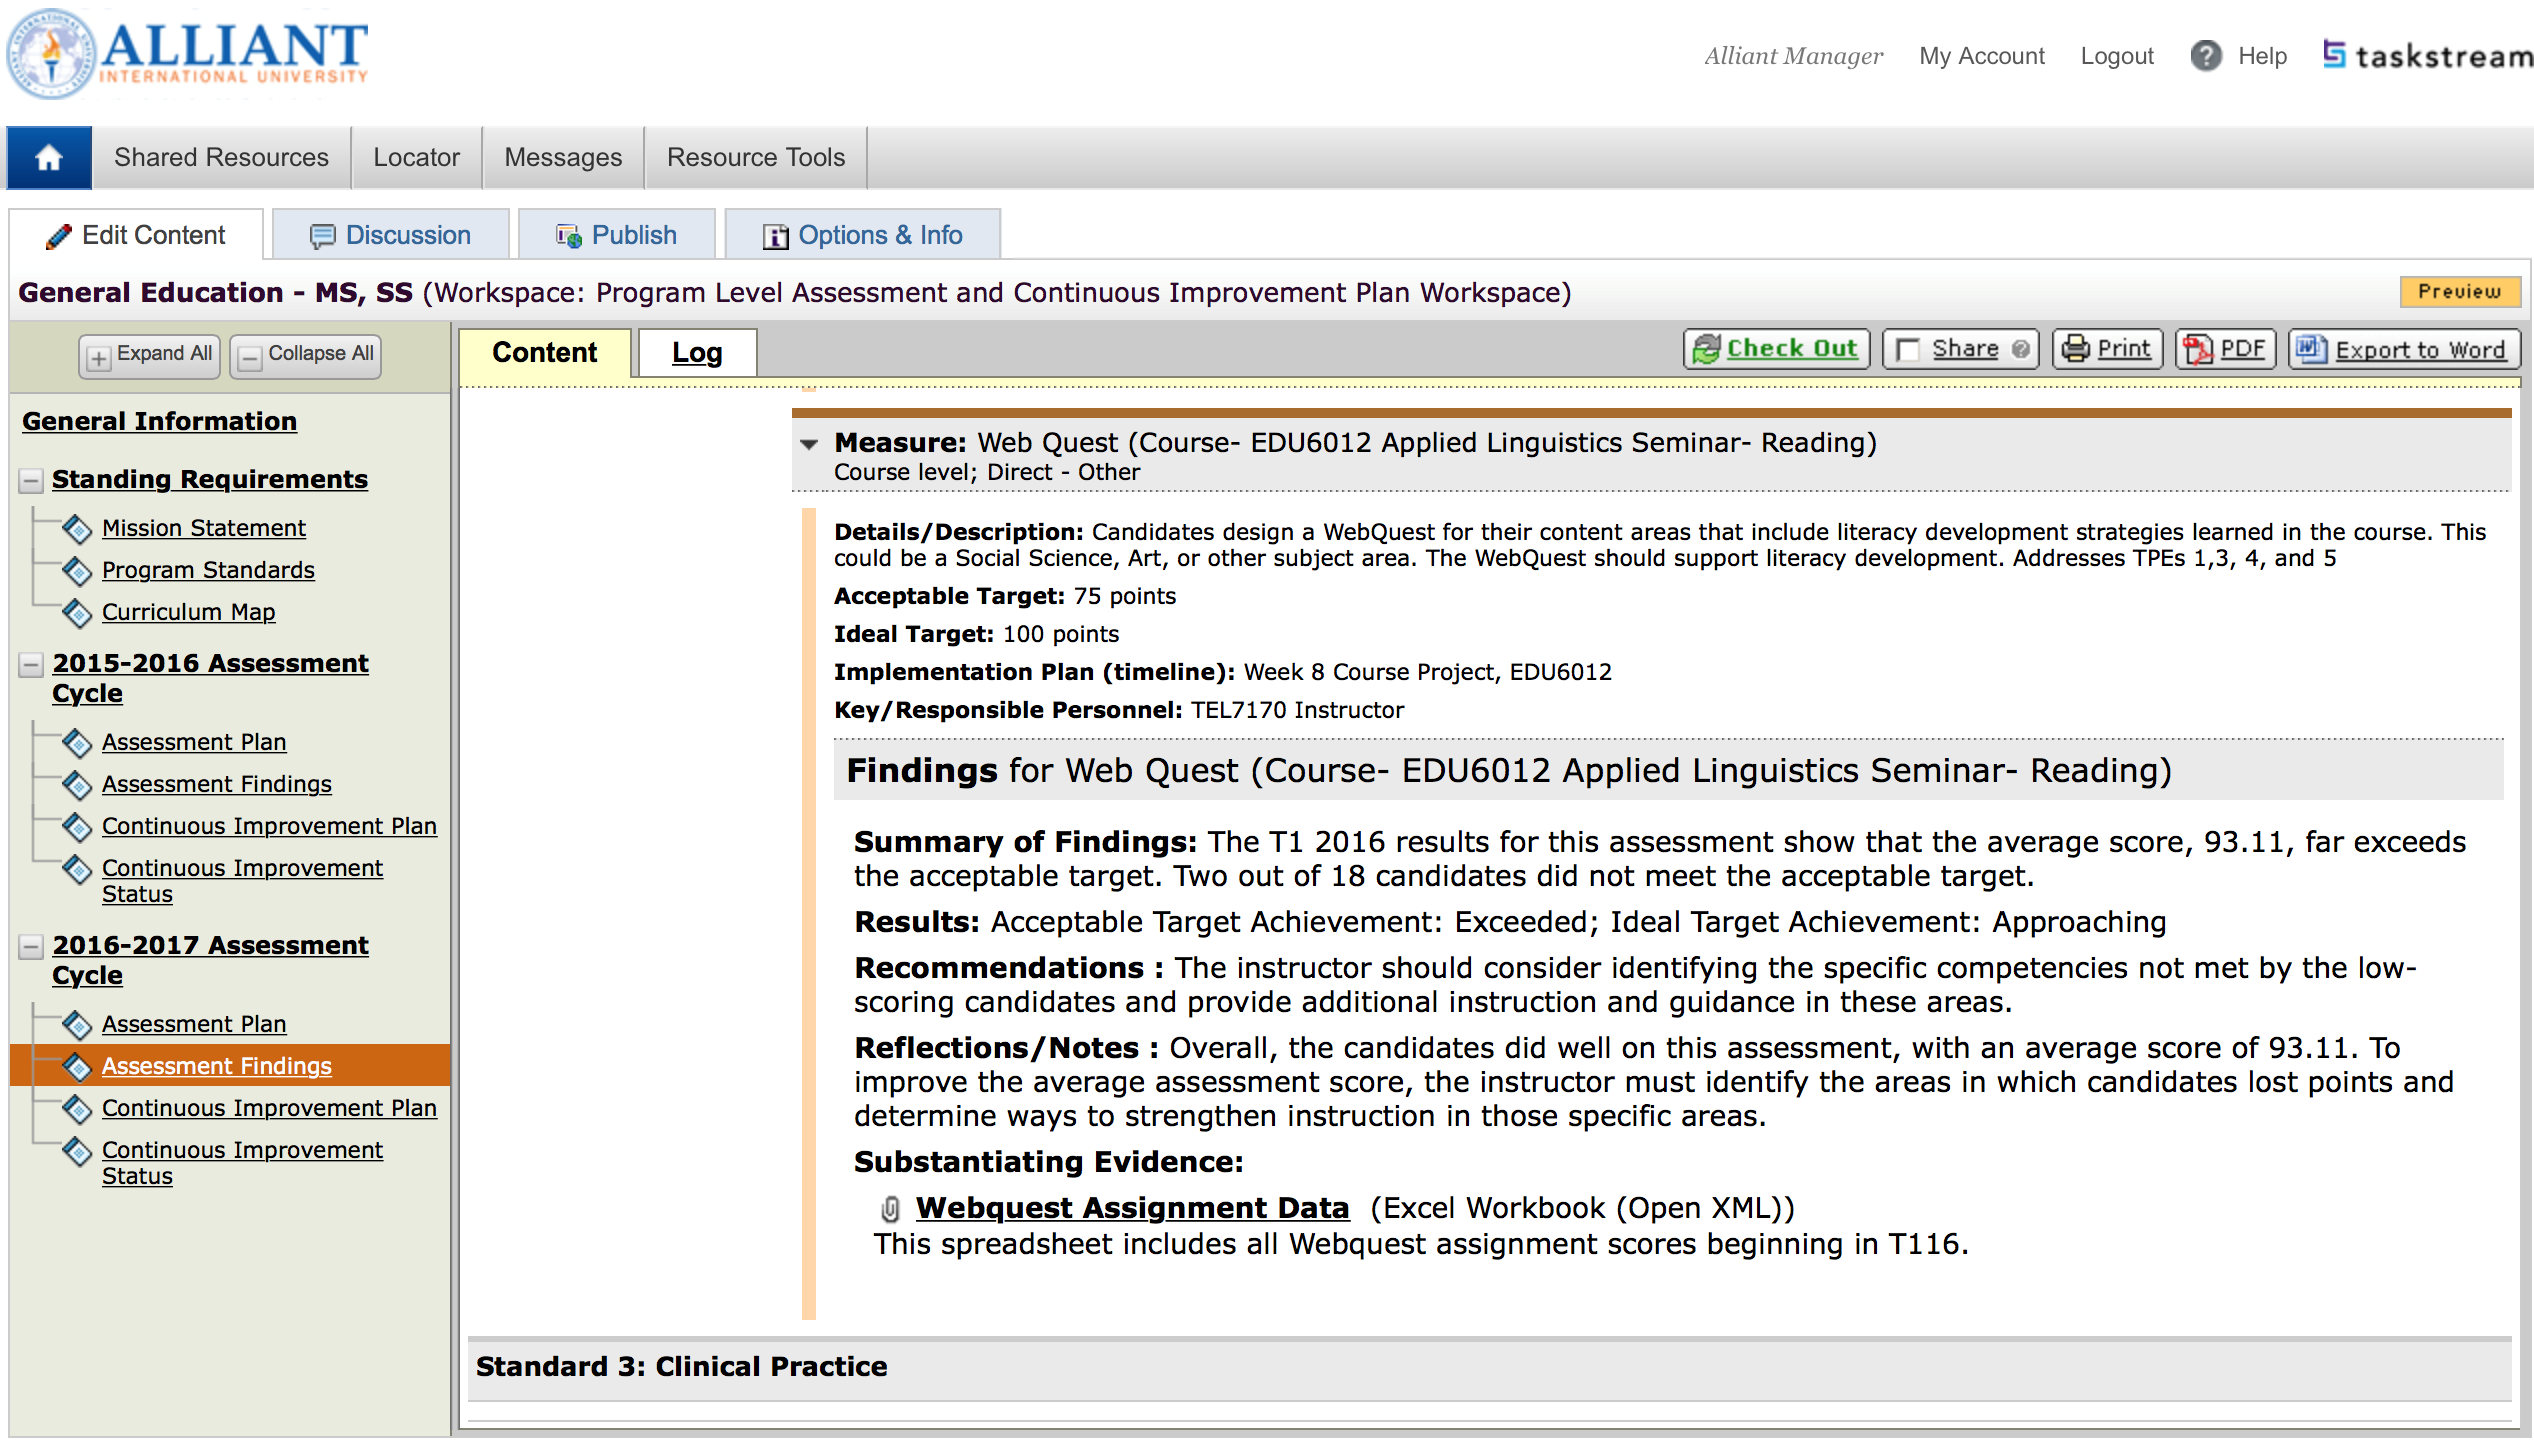 ALLIANT
INTERNATIONAL UNIVERSITY
Alliant Manager My Account Logout ? Help taskstream
Shared Resources Locator Messages Resource Tools
Edit Content Discussion Publish Options & Info
General Education - MS, SS (Workspace: Program Level Assessment and Continuous Improvement Plan Workspace)
Preview
Expand All Collapse All
Content Log
Check Out Share ? Print PDF Export to Word
General Information
Standing Requirements
Mission Statement
Program Standards
Curriculum Map
2015-2016 Assessment
Cycle
Assessment Plan
Assessment Findings
Continuous Improvement Plan
Continuous Improvement
Status
2016-2017 Assessment
Cycle
Assessment Plan
Assessment Findings
Continuous Improvement Plan
Continuous Improvement
Status
Measure: Web Quest (Course- EDU6012 Applied Linguistics Seminar- Reading)
Course level; Direct - Other
Details/Description: Candidates design a WebQuest for their content areas that include literacy development strategies learned in the course. This
could be a Social Science, Art, or other subject area. The WebQuest should support literacy development. Addresses TPEs 1,3, 4, and 5
Acceptable Target: 75 points
Ideal Target: 100 points
Implementation Plan (timeline): Week 8 Course Project, EDU6012
Key/Responsible Personnel: TEL7170 Instructor
Findings for Web Quest (Course- EDU6012 Applied Linguistics Seminar- Reading)
Summary of Findings: The T1 2016 results for this assessment show that the average score, 93.11, far exceeds
the acceptable target. Two out of 18 candidates did not meet the acceptable target.
Results: Acceptable Target Achievement: Exceeded; Ideal Target Achievement: Approaching
Recommendations : The instructor should consider identifying the specific competencies not met by the low-
scoring candidates and provide additional instruction and guidance in these areas.
Reflections/Notes : Overall, the candidates did well on this assessment, with an average score of 93.11. To
improve the average assessment score, the instructor must identify the areas in which candidates lost points and
determine ways to strengthen instruction in those specific areas.
Substantiating Evidence:
Webquest Assignment Data (Excel Workbook (Open XML))
This spreadsheet includes all Webquest assignment scores beginning in T116.
Standard 3: Clinical Practice